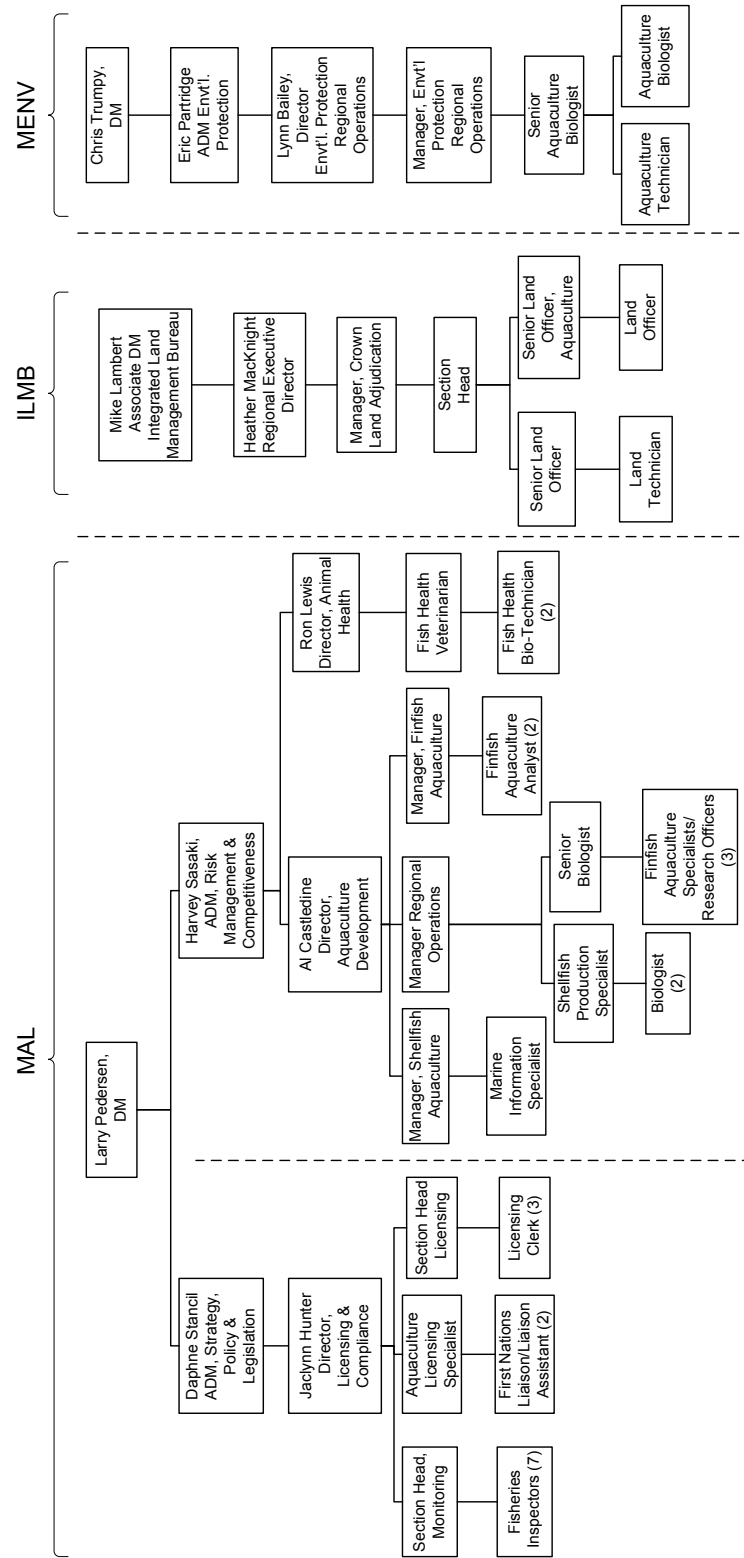 MAL
Larry Pedersen,
DM
Daphne Stancil
ADM, Strategy,
Policy &
Legislation
Jaclynn Hunter
Director,
Licensing &
Compliance
Section Head,
Monitoring
Fisheries
Inspectors (7)
Aquaculture
Licensing
Specialist
First Nations
Liaison/Liaison
Assistant (2)
Section Head
Licensing
Licensing
Clerk (3)
Harvey Sasaki,
ADM, Risk
Management &
Competitiveness
Al Castledine
Director,
Aquaculture
Development
Manager, Shellfish
Aquaculture
Marine
Information
Specialist
Manager Regional
Operations
Shellfish
Production
Specialist
Biologist
(2)
Senior
Biologist
Finfish
Aquaculture
Specialists/
Research Officers
(3)
Manager, Finfish
Aquaculture
Finfish
Aquaculture
Analyst (2)
Ron Lewis
Director, Animal
Health
Fish Health
Veterinarian
Fish Health
Bio-Technician
(2)
ILMB
Mike Lambert
Associate DM
Integrated Land
Management Bureau
Heather MacKnight
Regional Executive
Director
Manager, Crown
Land Adjudication
Section
Head
Senior Land
Officer
Land
Technician
Senior Land
Officer,
Aquaculture
Land
Officer
MENV
Chris Trumpy,
DM
Eric Partridge
ADM Envt'l.
Protection
Lynn Bailey,
Director
Envt'l. Protection
Regional
Operations
Manager, Envt'l
Protection
Regional
Operations
Senior
Aquaculture
Biologist
Aquaculture
Technician
Aquaculture
Biologist